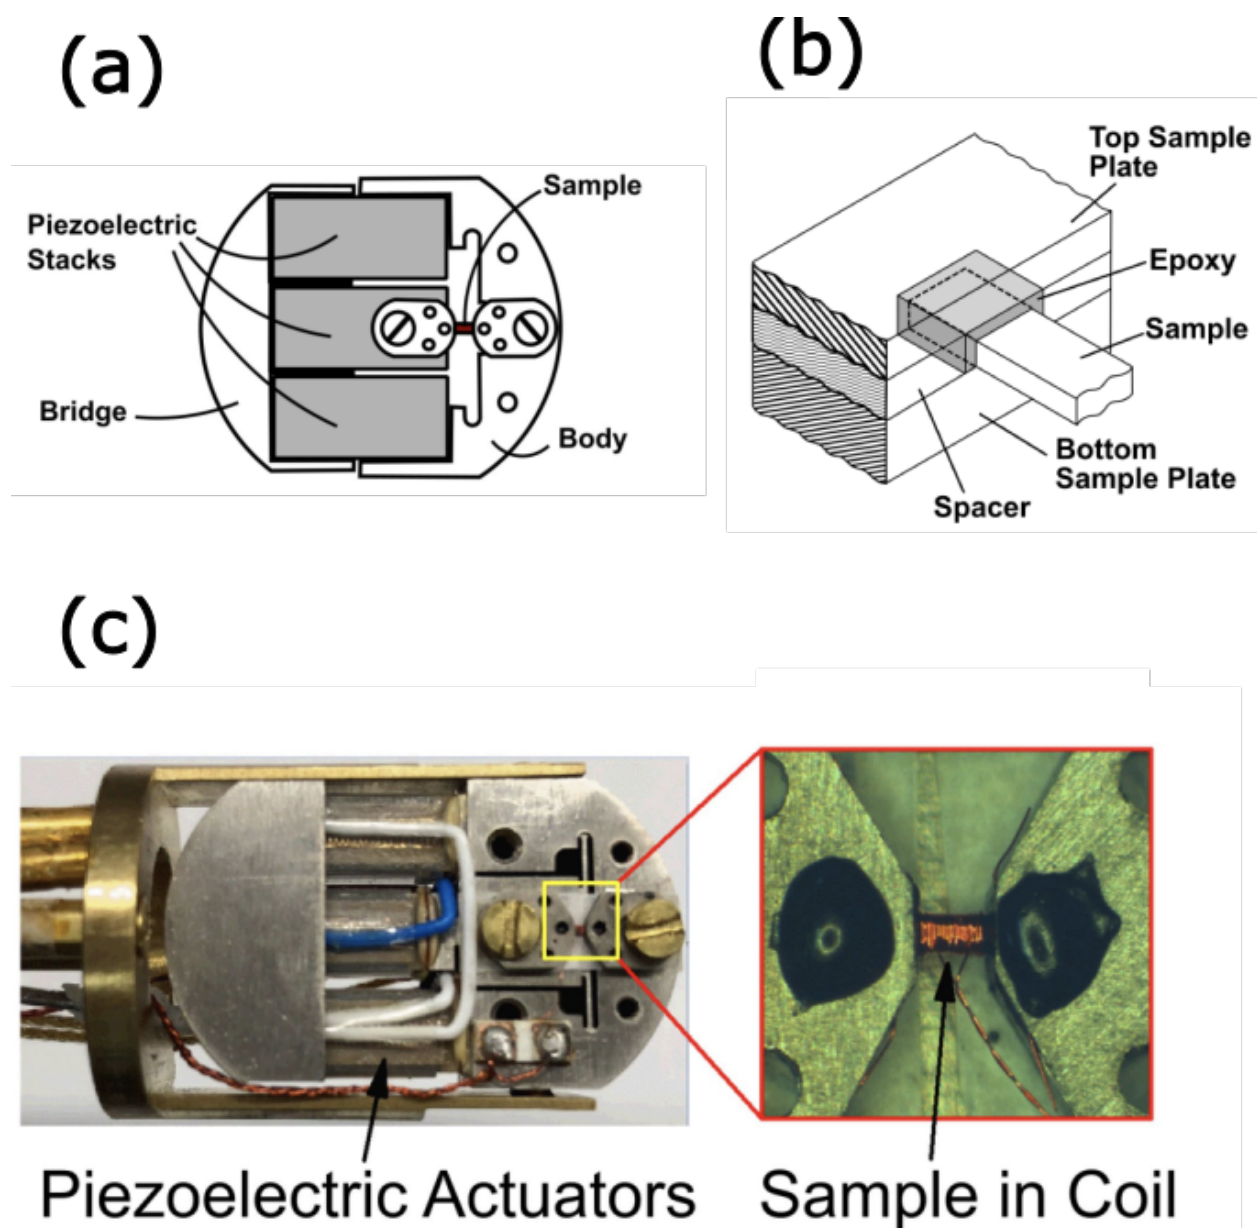 (a)
Piezoelectric
Stacks
Sample
Bridge
Body
(b)
Top Sample
Plate
Epoxy
Sample
Bottom
Sample Plate
Spacer
(c)
Piezoelectric Actuators
Sample in Coil